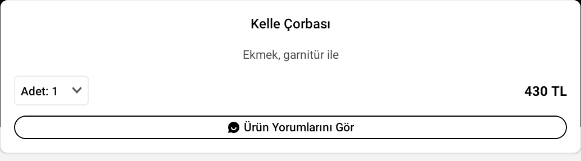 Kelle Çorbası
Ekmek, garnitür ile
Adet: 1
430 TL
Ürün Yorumlarını Gör